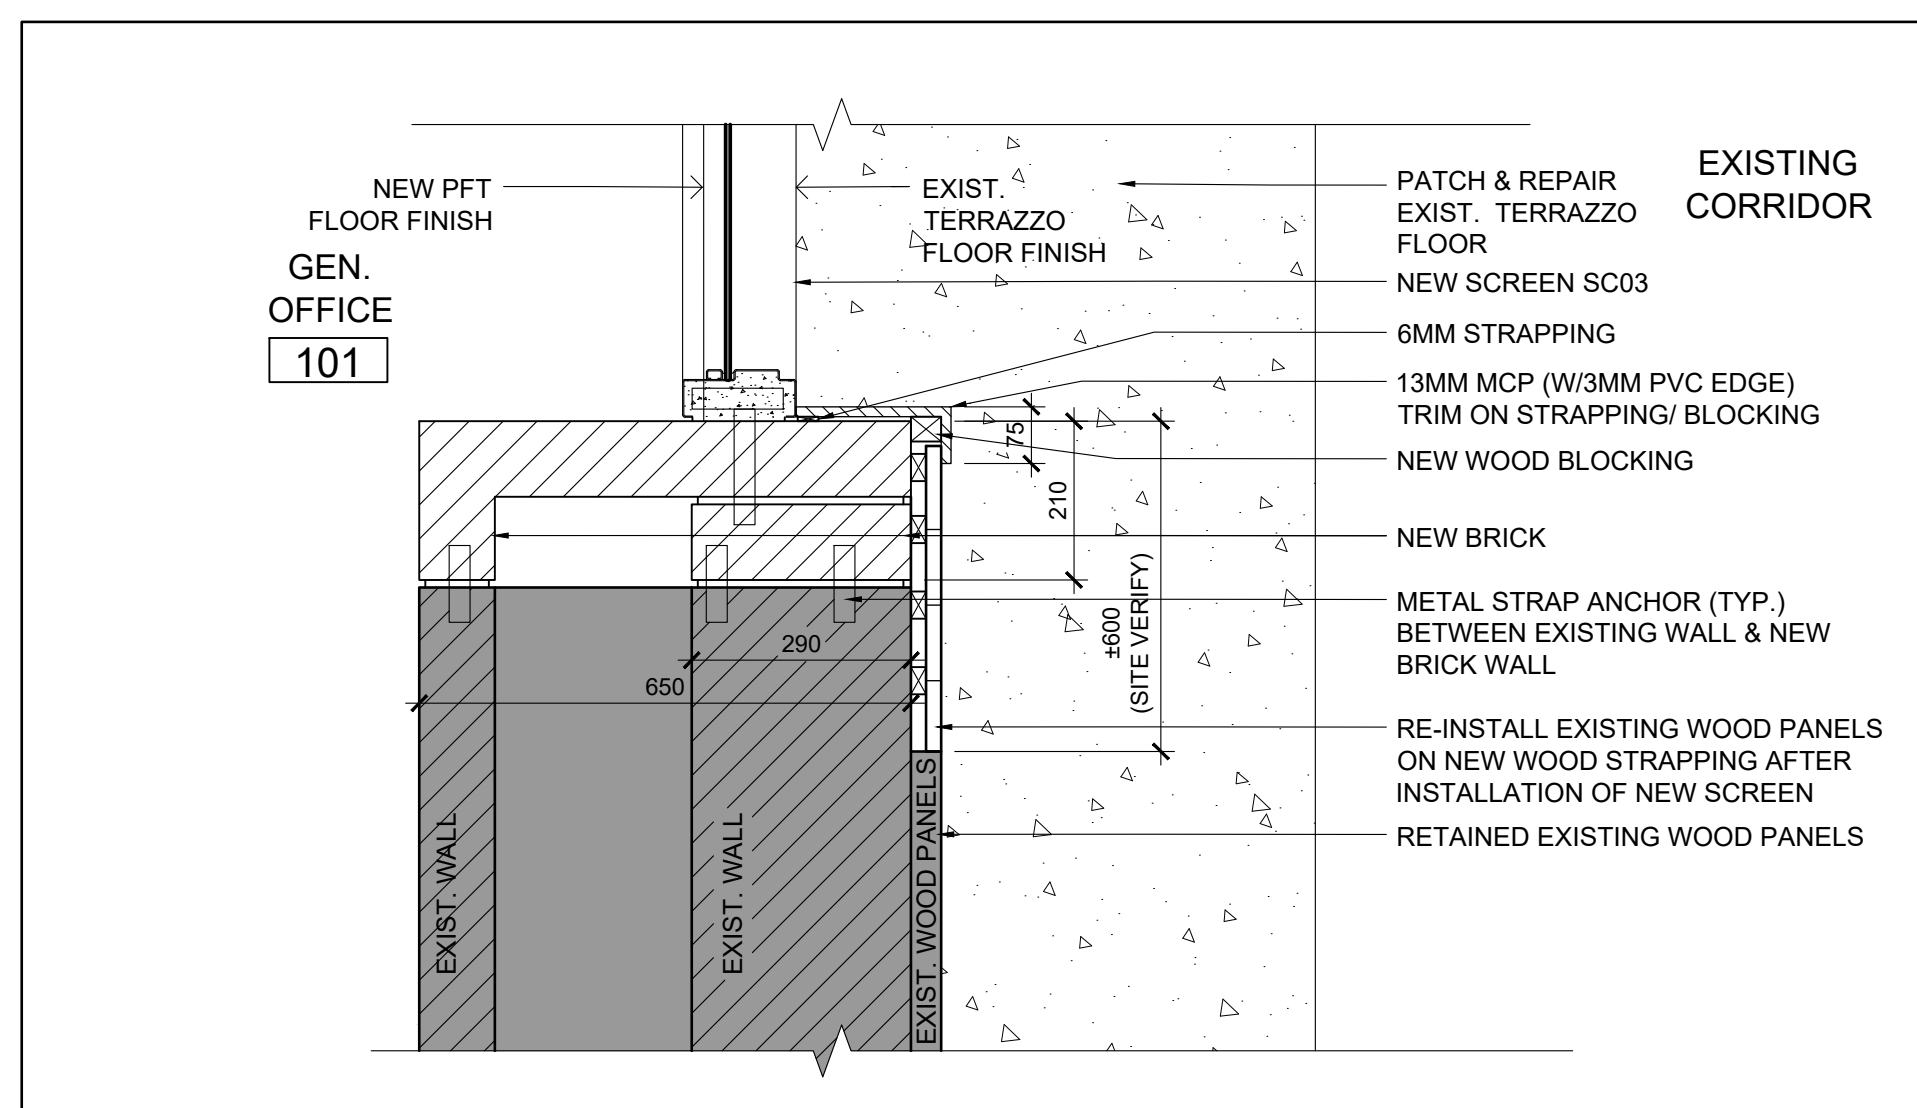 NEW PFT
FLOOR FINISH
GEN.
OFFICE
101
EXIST.
TERRAZZO
FLOOR FINISH
PATCH & REPAIR
EXIST. TERRAZZO
FLOOR
EXISTING
CORRIDOR
NEW SCREEN SC03
6MM STRAPPING
13MM MCP (W/3MM PVC EDGE)
TRIM ON STRAPPING/ BLOCKING
NEW WOOD BLOCKING
NEW BRICK
METAL STRAP ANCHOR (TYP.)
BETWEEN EXISTING WALL & NEW
BRICK WALL
RE-INSTALL EXISTING WOOD PANELS
ON NEW WOOD STRAPPING AFTER
INSTALLATION OF NEW SCREEN
RETAINED EXISTING WOOD PANELS
75
210
±600
(SITE VERIFY)
290
650
EXIST. WALL
EXIST. WALL
EXIST. WOOD PANELS